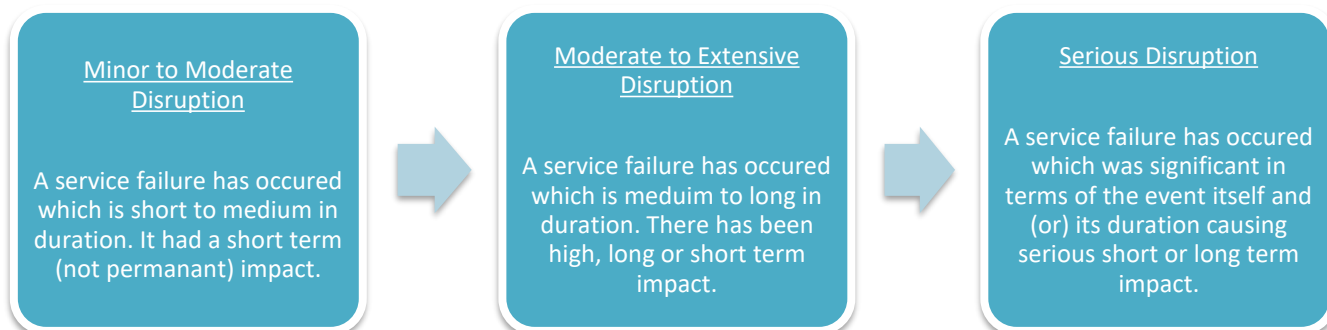 Minor to Moderate
Disruption
A service failure has occured
which is short to medium in
duration. It had a short term
(not permanant) impact.
Moderate to Extensive
Disruption
A service failure has occured
which is meduim to long in
duration. There has been
high, long or short term
impact.
Serious Disruption
A service failure has occured
which was significant in
terms of the event itself and
(or) its duration causing
serious short or long term
impact.